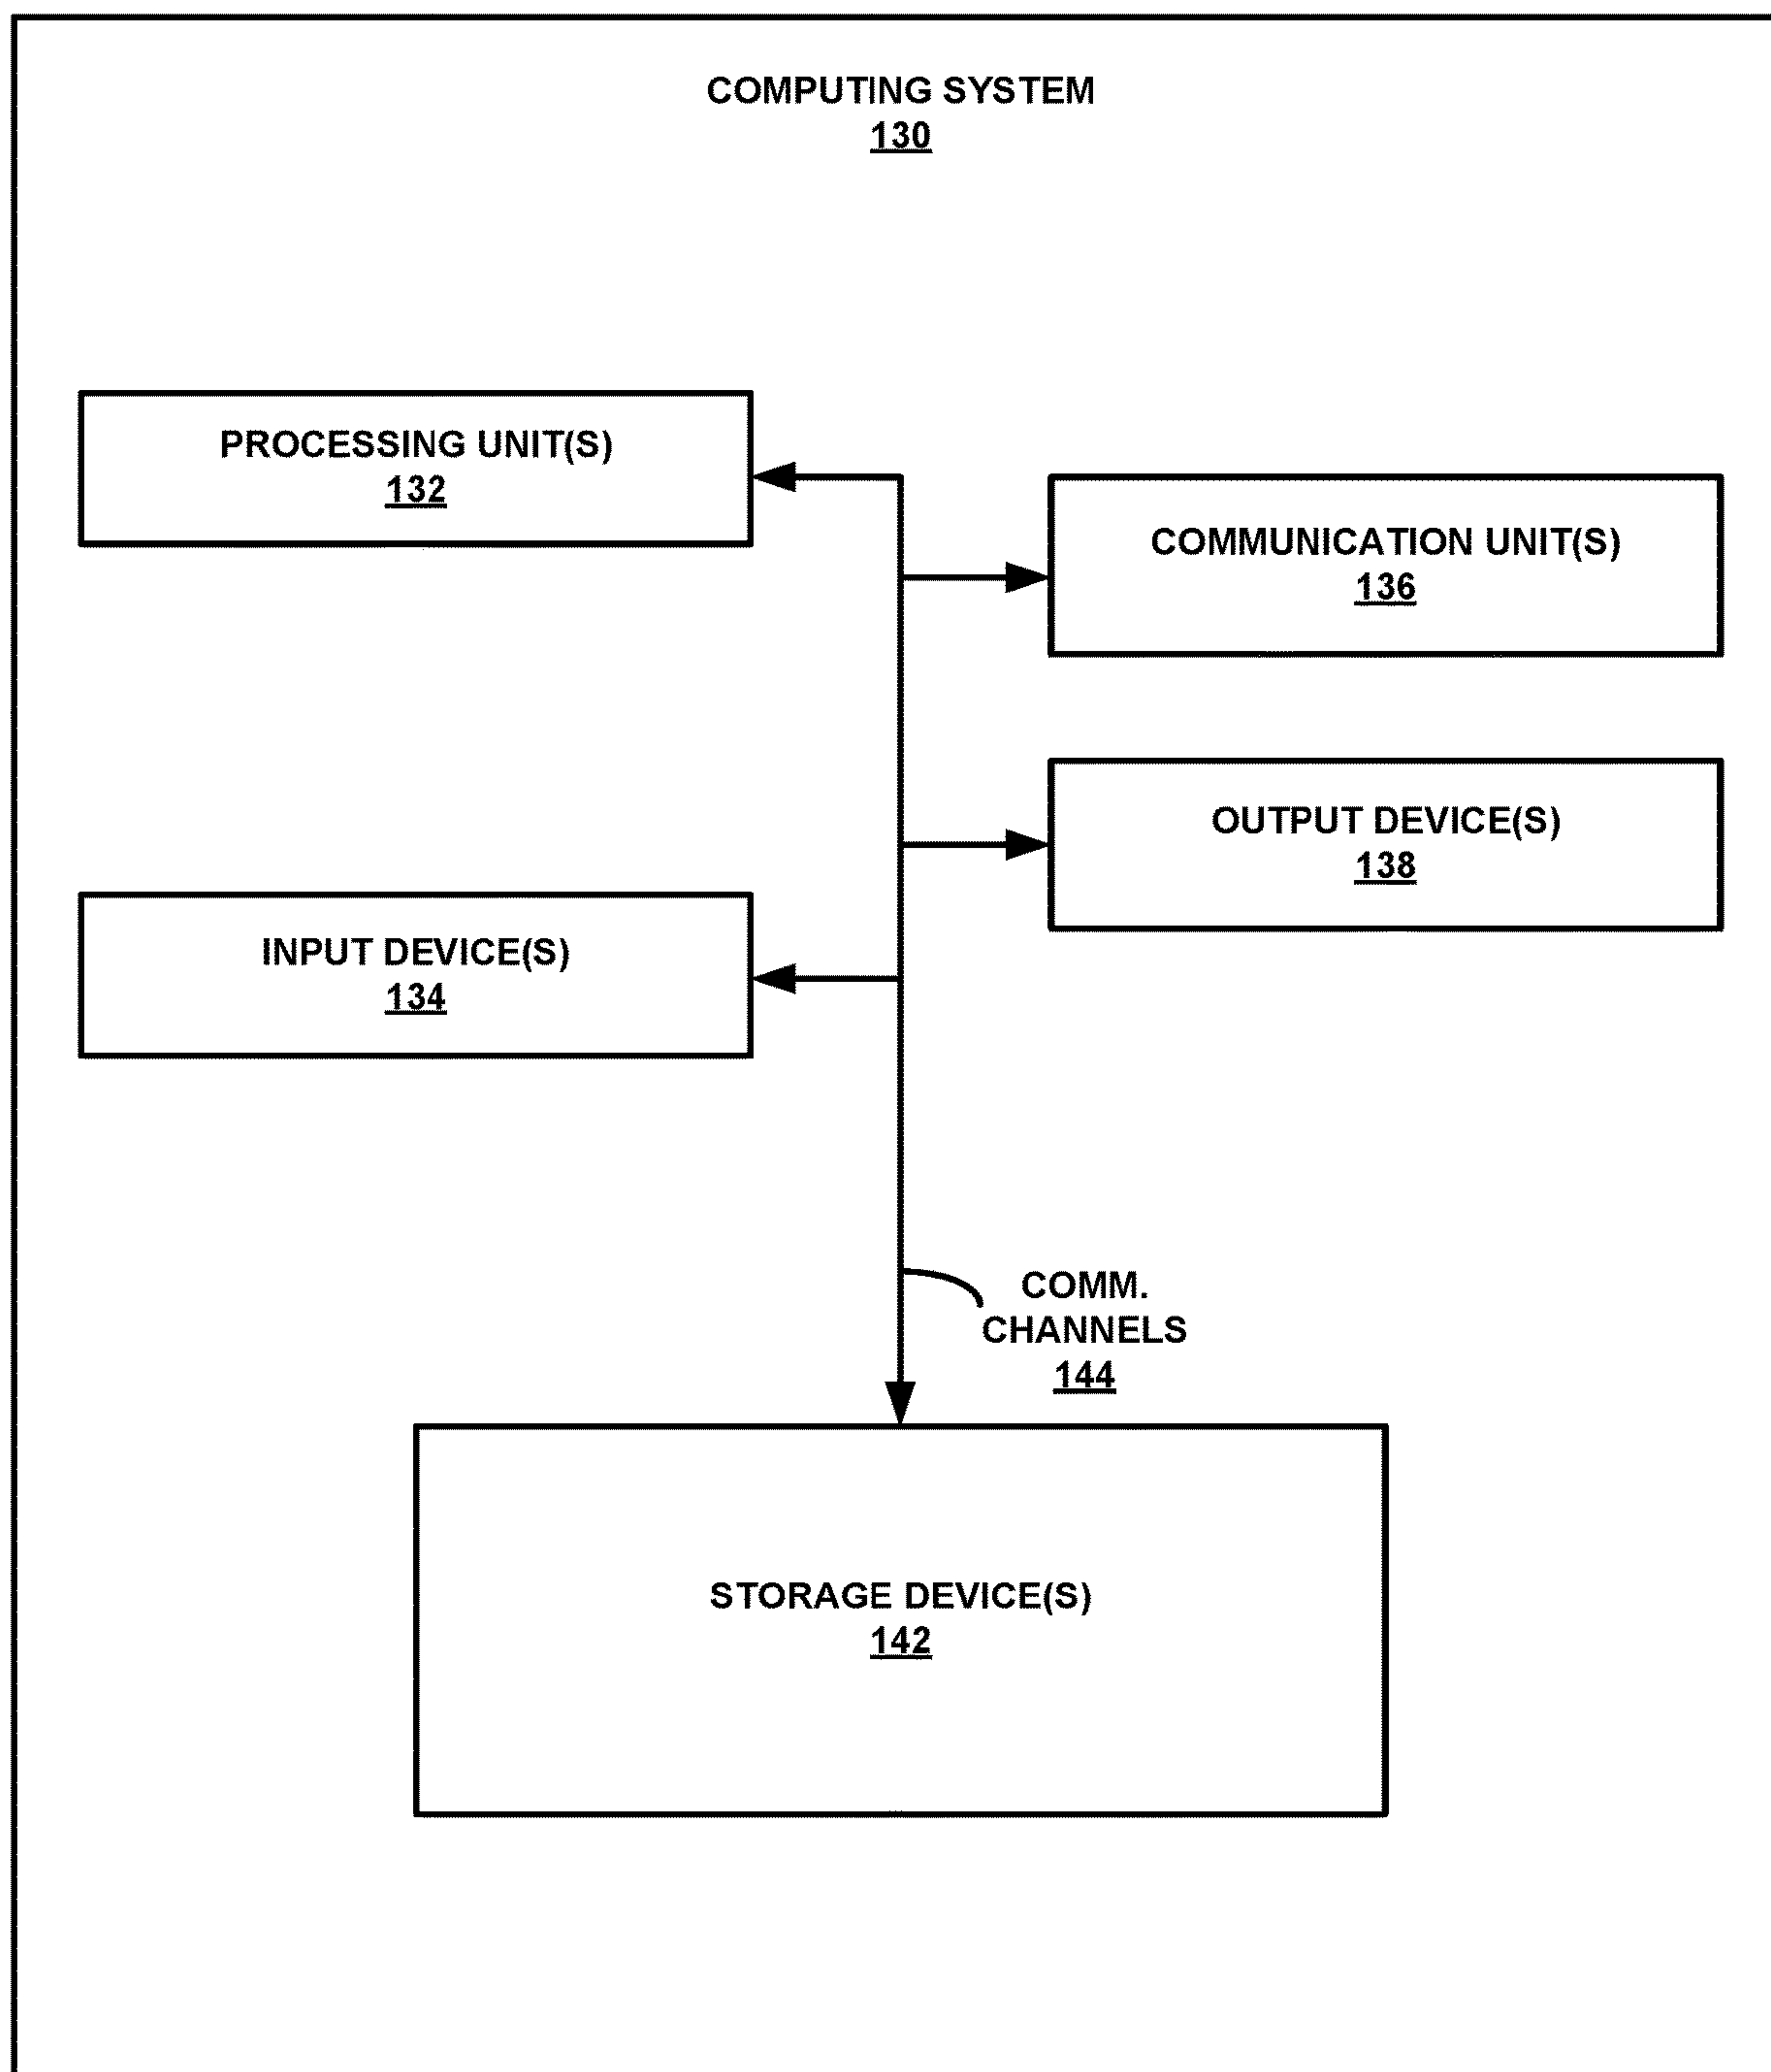 COMPUTING SYSTEM
130
PROCESSING UNIT(S)
132
COMMUNICATION UNIT(S)
136
OUTPUT DEVICE(S)
138
INPUT DEVICE(S)
134
COMM.
CHANNELS
144
STORAGE DEVICE(S)
142